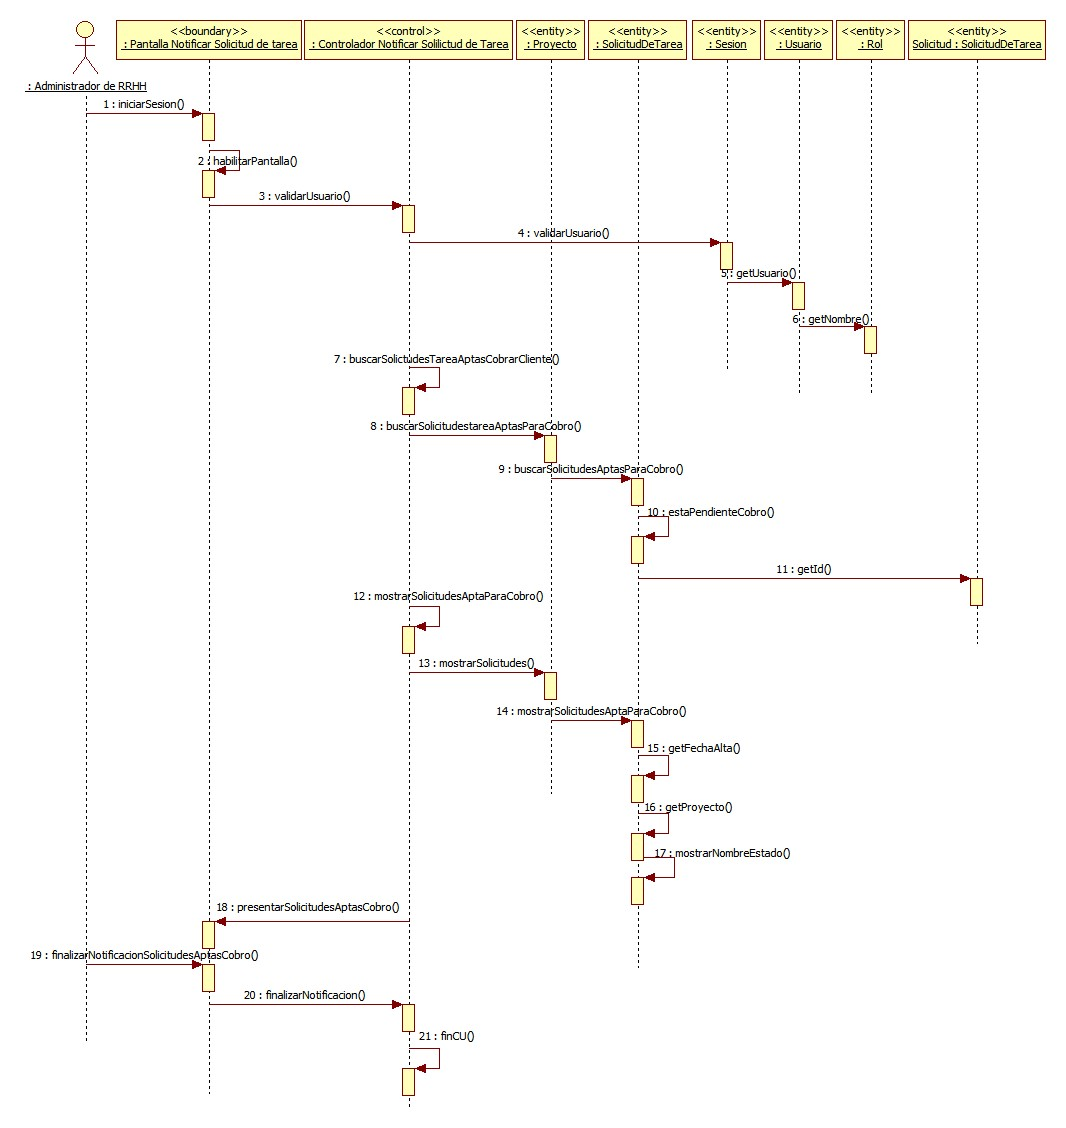 <<boundary>>
: Pantalla Notificar Solicitud de tarea
<<control>>
: Controlador Notificar Solilictud de Tarea
<<entity>>
: Proyecto
<<entity>>
: SolicitudDeTarea
<<entity>>
: Sesion
<<entity>>
: Usuario
<<entity>>
: Rol
<<entity>>
Solicitud : SolicitudDeTarea
: Administrador de RRHH
1 : iniciarSesion()
2 : habilitarPantalla()
3 : validarUsuario()
4 : validarUsuario()
5 : getUsuario()
6 : getNombre()
7 : buscarSolictudesTareaAptasCobrarCliente()
8 : buscarSolicitudestareaAptasParaCobro()
9 : buscarSolicitudesAptasParaCobro()
10 : estaPendienteCobro()
11 : getId()
12 : mostrarSolicitudesAptaParaCobro()
13 : mostrarSolicitudes()
14 : mostrarSolicitudesAptaParaCobro()
15 : getFechaAlta()
16 : getProyecto()
17 : mostrarNombreEstado()
18 : presentarSolicitudesAptasCobro()
19 : finalizarNotificacionSolicitudesAptasCobro()
20 : finalizarNotificacion()
21 : finCU()